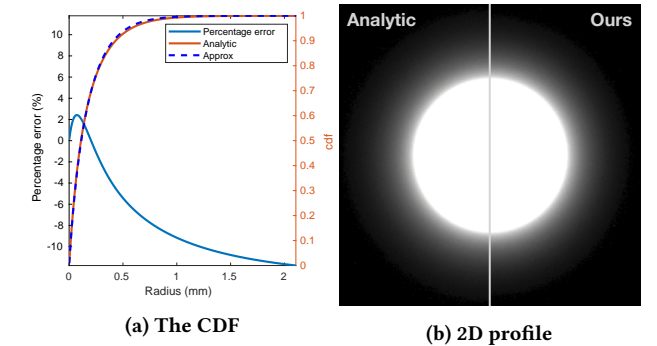 Percentage error (%)
10
8
6
4
2
0
-2
-4
-6
-8
-10
Percentage error
Analytic
Approx
1
0.9
0.8
0.7
0.6
0.5
0.4
0.3
0.2
0.1
0
cdf
0
0.5
1
1.5
2
Radius (mm)
(a) The CDF
Analytic
Ours
(b) 2D profile